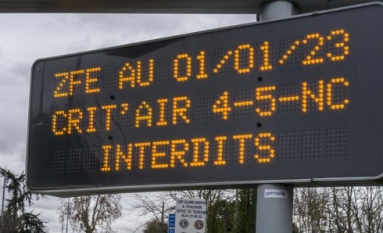 ZFE AU 01/01/23
CRIT'AIR 4-5-NC
INTERDITS